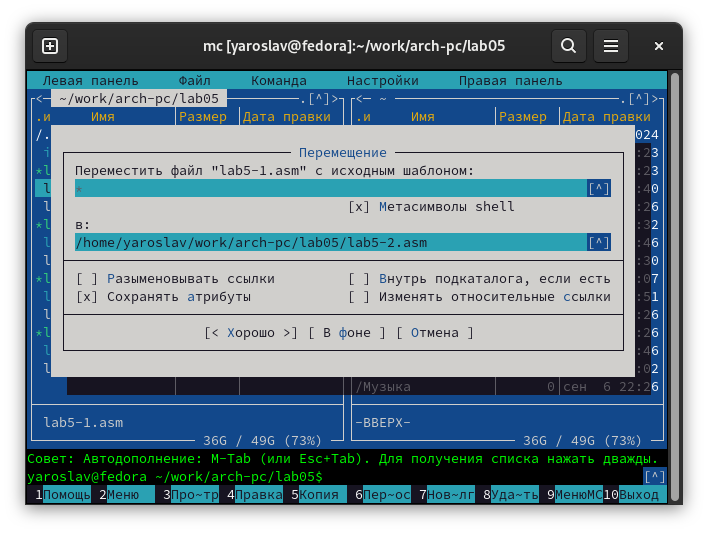 mc [yaroslav@fedora]:~/work/arch-pc/lab05
Левая панель Файл Команда Настройки Правая панель
<─ ~/work/arch-pc/lab05 .[^]> <─ ~ .[^]>
.и Имя Размер Дата правки .и Имя Размер Дата правки
/. 024
Перемещение
Переместить файл "lab5-1.asm" с исходным шаблоном:
* [^]
[x] Метасимволы shell
в:
/home/yaroslav/work/arch-pc/lab05/lab5-2.asm [^]
[ ] Разыменовывать ссылки [ ] Внутрь подкаталога, если есть
[x] Сохранять атрибуты [ ] Изменять относительные ссылки
[< Хорошо >] [ В фоне ] [ Отмена ]
/Музыка 0 сен 6 22:26
lab5-1.asm -ВВЕРХ-
36G / 49G (73%) 36G / 49G (73%)
Совет: Автодополнение: M-Tab (или Esc+Tab). Для получения списка нажать дважды.
yaroslav@fedora ~/work/arch-pc/lab05$ [^]
1Помощь 2Меню 3Про~тр 4Правка 5Копия 6Пер~ос 7Нов~лг 8Уда~ть 9МенюMC 10Выход